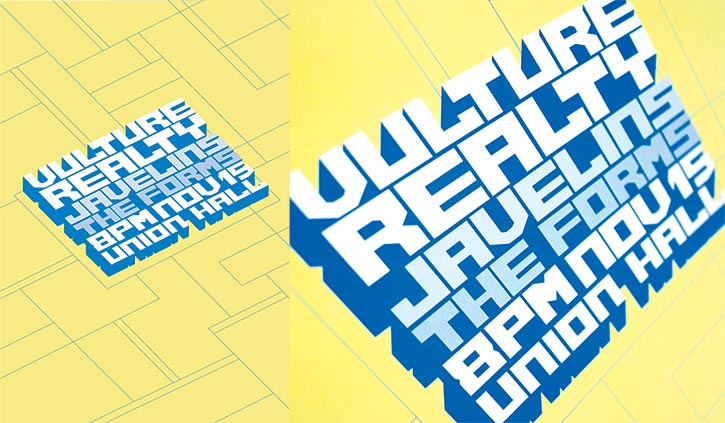 VULTURE
REALTY
JAVELINS
THE FORMS
8PM NOV 15
UNION HALL
VULTURE
REALTY
JAVELINS
THE FORMS
8PM NOV 15
UNION HALL